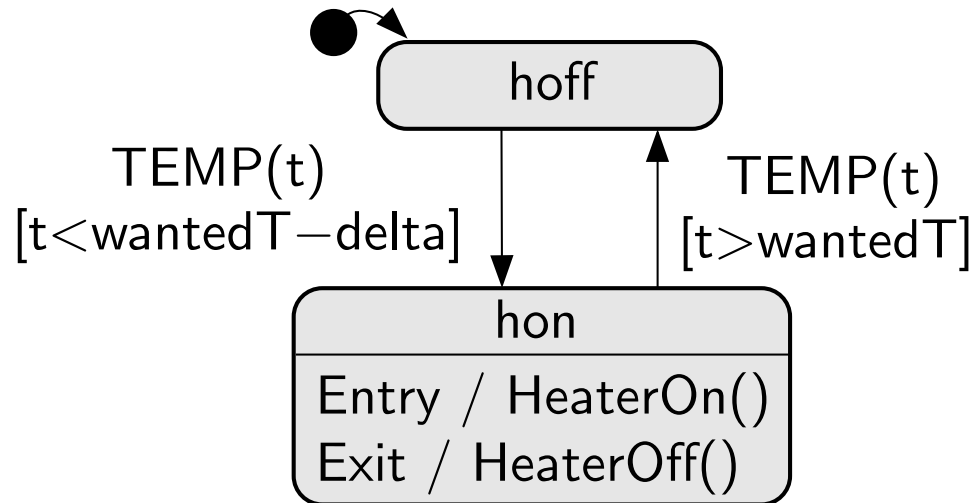 hoff
TEMP(t)
[t<wantedT−delta]
TEMP(t)
[t>wantedT]
hon
Entry / HeaterOn()
Exit / HeaterOff()